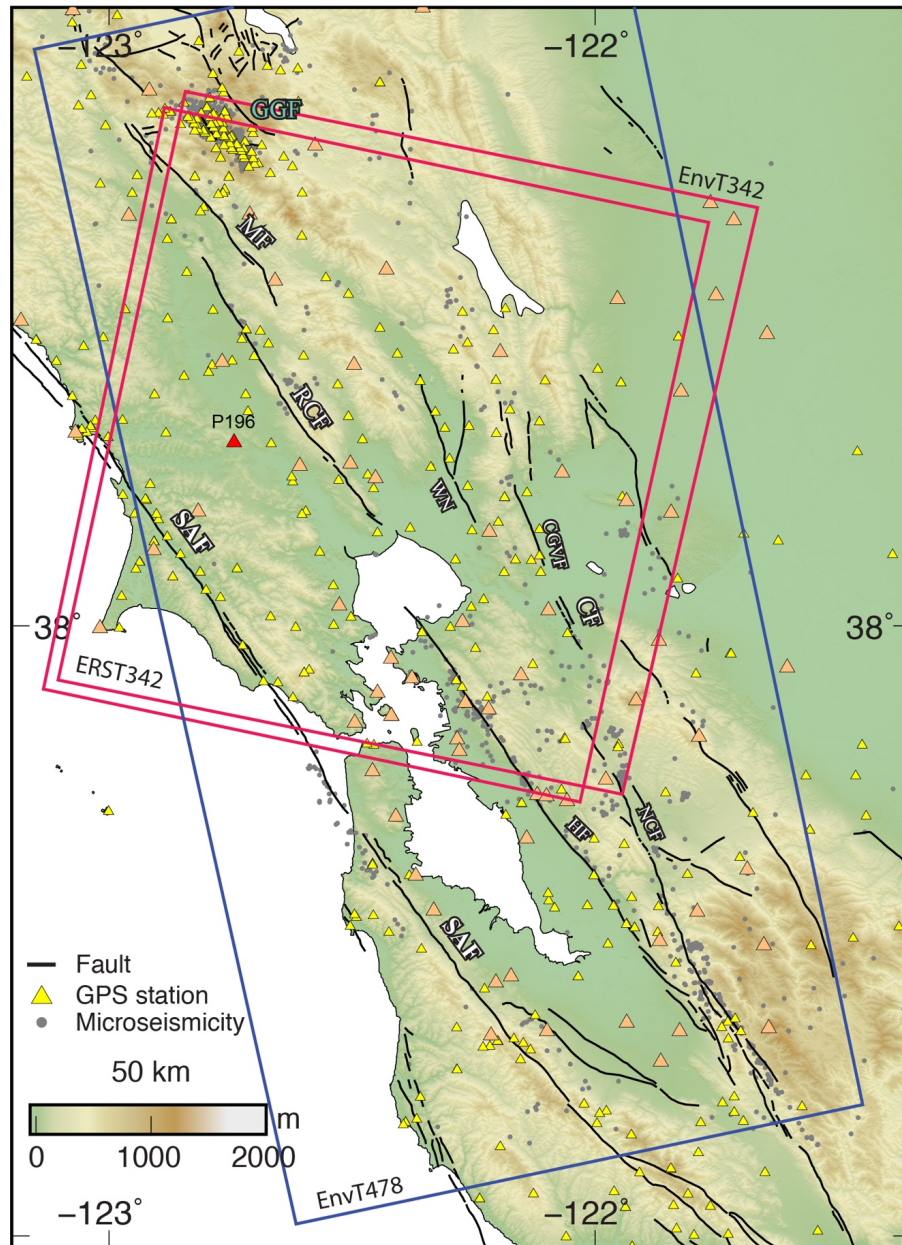 −123°
−122°
GGF
EnvT342
MF
RCF
P196
WN
SAF
CGVF
CF
38°
38°
ERST342
HF
NCF
SAF
Fault
GPS station
Microseismicity
50 km
m
0
1000
2000
EnvT478
−123°
−122°